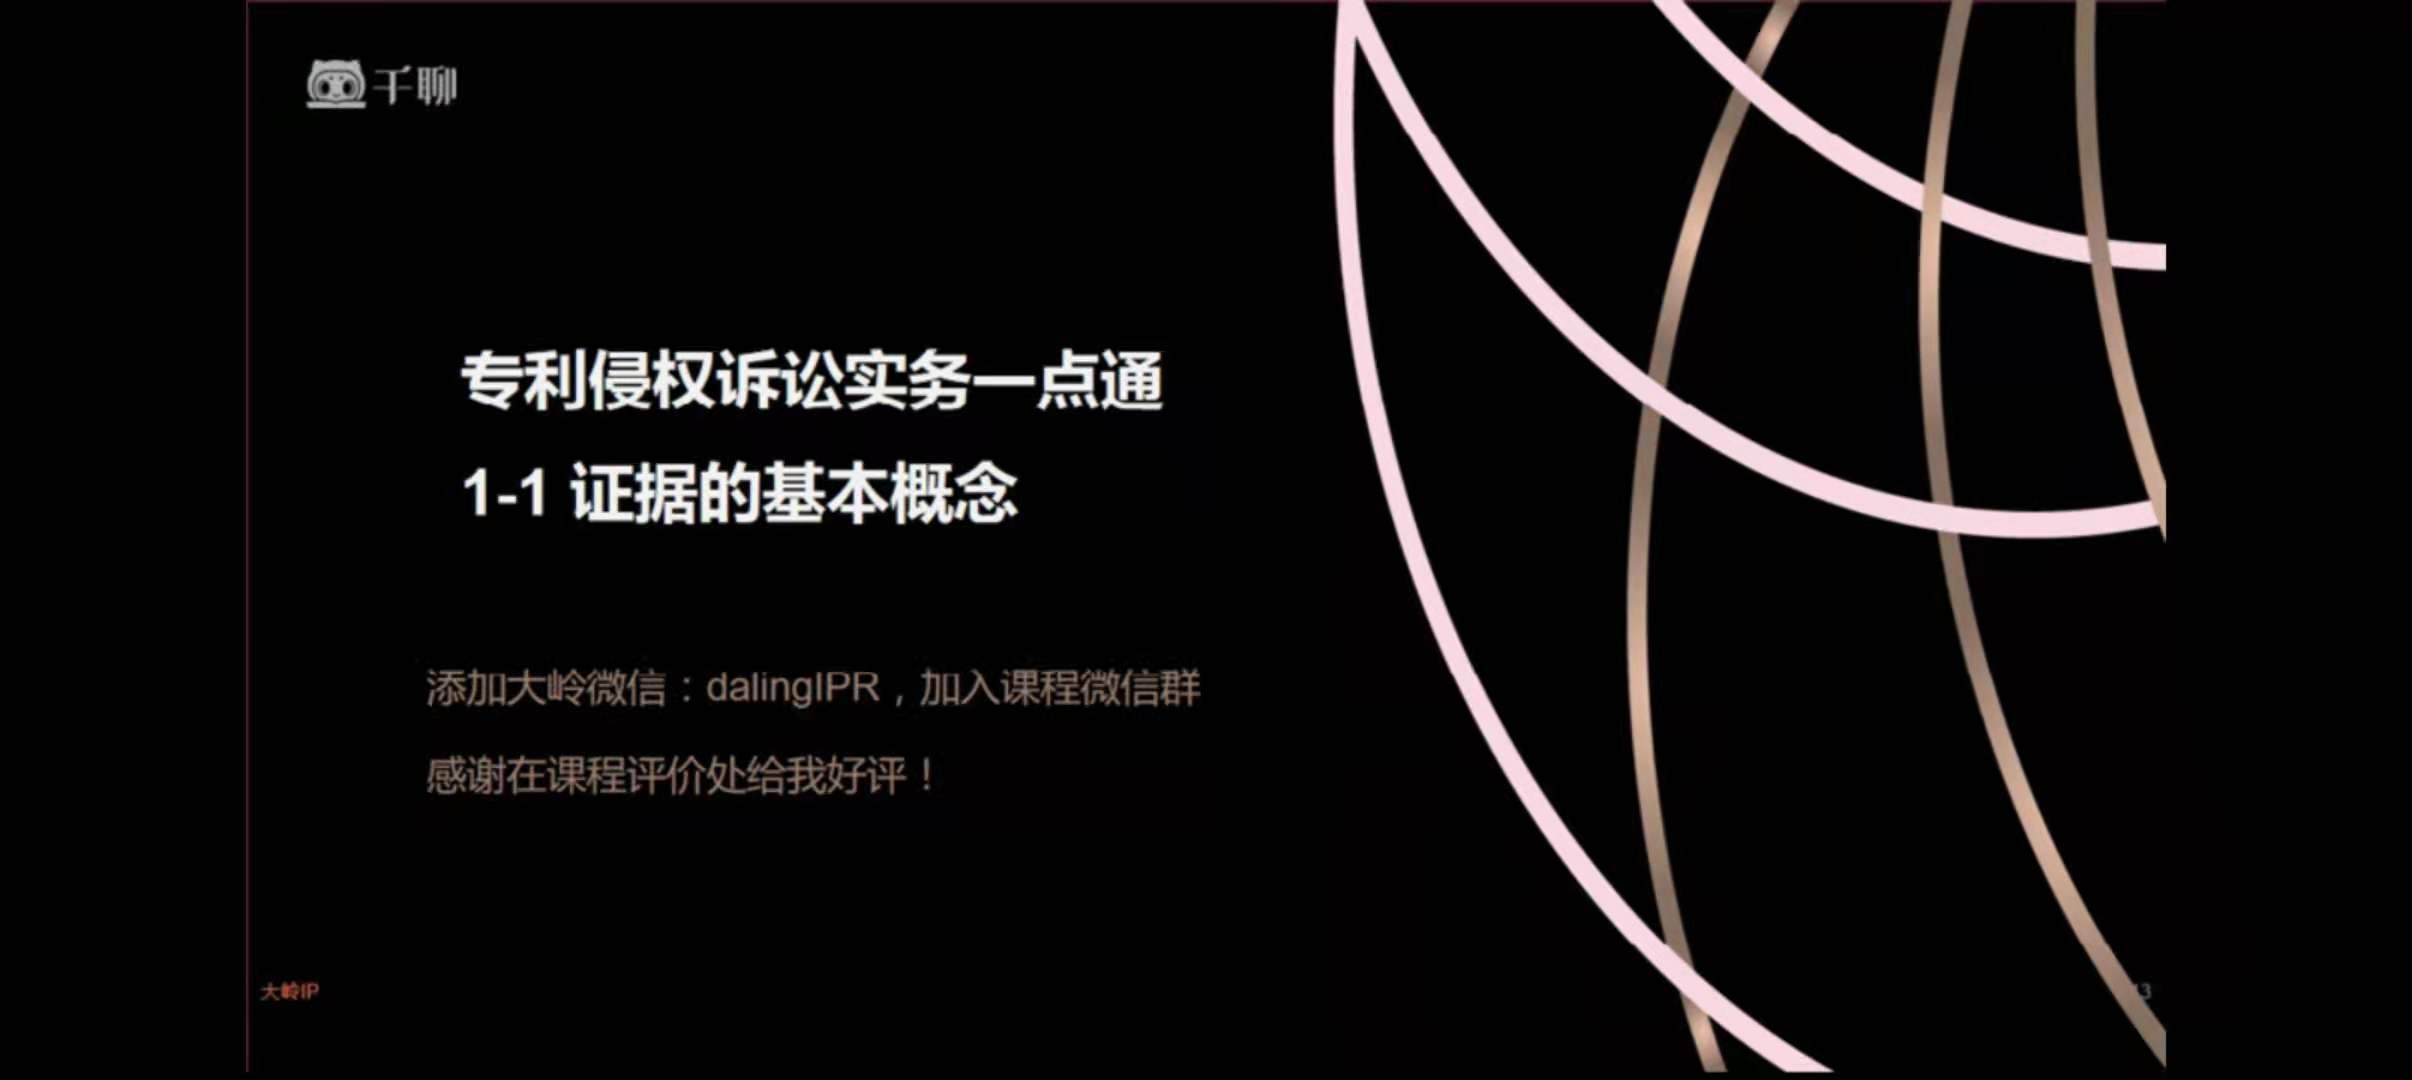 千聊
专利侵权诉讼实务一点通
1-1 证据的基本概念
添加大岭微信：dalingIPR，加入课程微信群
感谢在课程评价处给我好评！
大岭IP